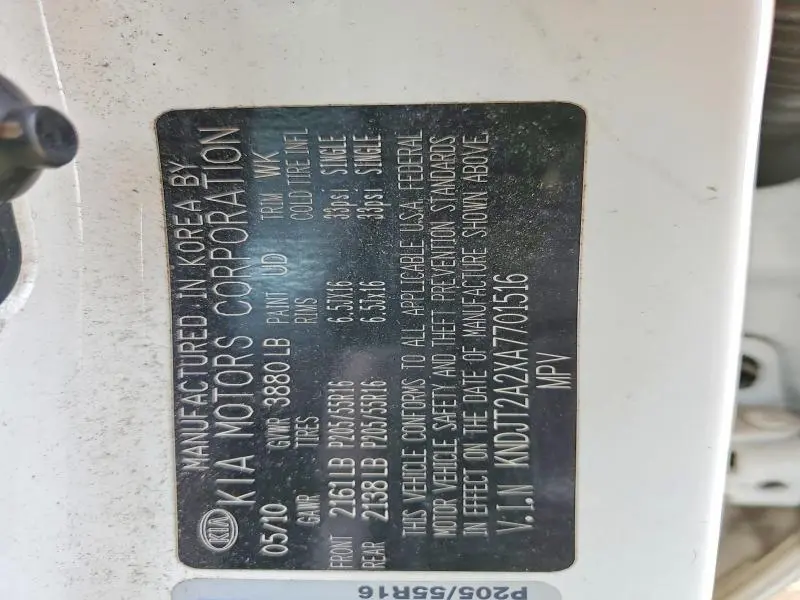 MANUFACTURED IN KOREA BY
KIA KIA MOTORS CORPORATION
05/10 GVWR 3880 LB PAINT UD TRIM WK
GAWR TIRES RIMS COLD TIRE INFL
FRONT 2161 LB P205/55R16 6.5JX16 33psi SINGLE
REAR 2138 LB P205/55R16 6.5Jx16 33psi SINGLE
THIS VEHICLE CONFORMS TO ALL APPLICABLE U.S.A. FEDERAL
MOTOR VEHICLE SAFETY AND THEFT PREVENTION STANDARDS
IN EFFECT ON THE DATE OF MANUFACTURE SHOWN ABOVE.
V.I.N KNDJT2A2XA7701516
MPV
P205/55R16